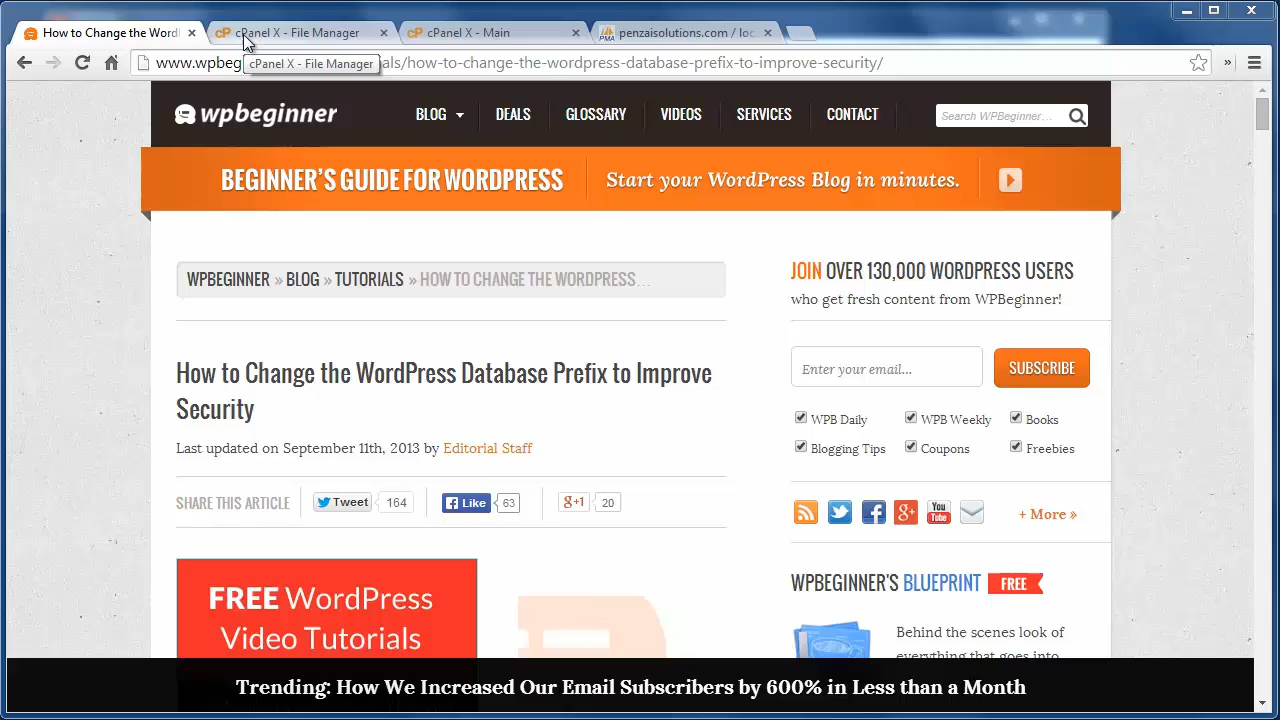 How to Change the Word
cPanel X - File Manager
cPanel X - Main
penzaisolutions.com / loc
www.wpbeg
als/how-to-change-the-wordpress-database-prefix-to-improve-security/
cPanel X - File Manager
wpbeginner
BLOG
DEALS
GLOSSARY
VIDEOS
SERVICES
CONTACT
Search WPBeginner...
BEGINNER'S GUIDE FOR WORDPRESS
Start your WordPress Blog in minutes.
WPBEGINNER » BLOG » TUTORIALS » HOW TO CHANGE THE WORDPRESS...
How to Change the WordPress Database Prefix to Improve
Security
Last updated on September 11th, 2013 by Editorial Staff
SHARE THIS ARTICLE
Tweet
164
Like
63
g+1
20
FREE WordPress
Video Tutorials
JOIN OVER 130,000 WORDPRESS USERS
who get fresh content from WPBeginner!
Enter your email...
SUBSCRIBE
WPB Daily
WPB Weekly
Books
Blogging Tips
Coupons
Freebies
You
Tube
+ More »
WPBEGINNER'S BLUEPRINT FREE
Behind the scenes look of
everything that goes into
Trending: How We Increased Our Email Subscribers by 600% in Less than a Month